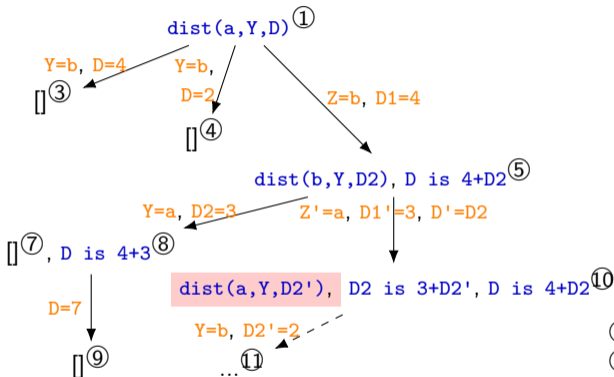 dist(a,Y,D)①
Y=b, D=4
Y=b,
D=2
Z=b, D1=4
[]③
[]④
dist(b,Y,D2), D is 4+D2⑤
Y=a, D2=3
Z'=a, D1'=3, D'=D2
[]⑦, D is 4+3⑧
dist(a,Y,D2'), D2 is 3+D2', D is 4+D2⑩
D=7
Y=b, D2'=2
[]⑨
...⑪